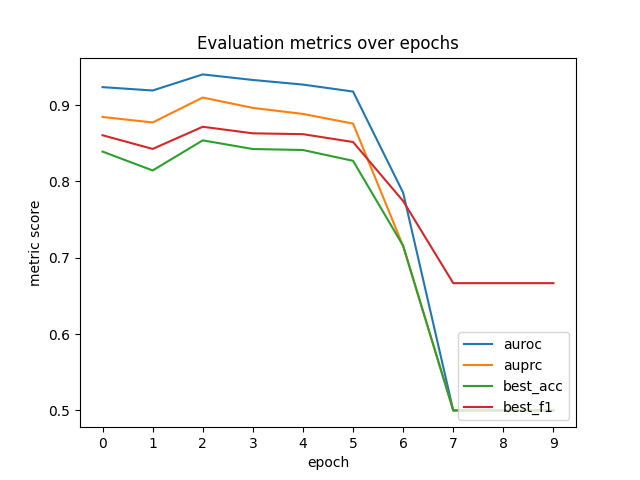 Evaluation metrics over epochs
metric score
0.9
0.8
0.7
0.6
0.5
auroc
auprc
best_acc
best_f1
0 1 2 3 4 5 6 7 8 9
epoch